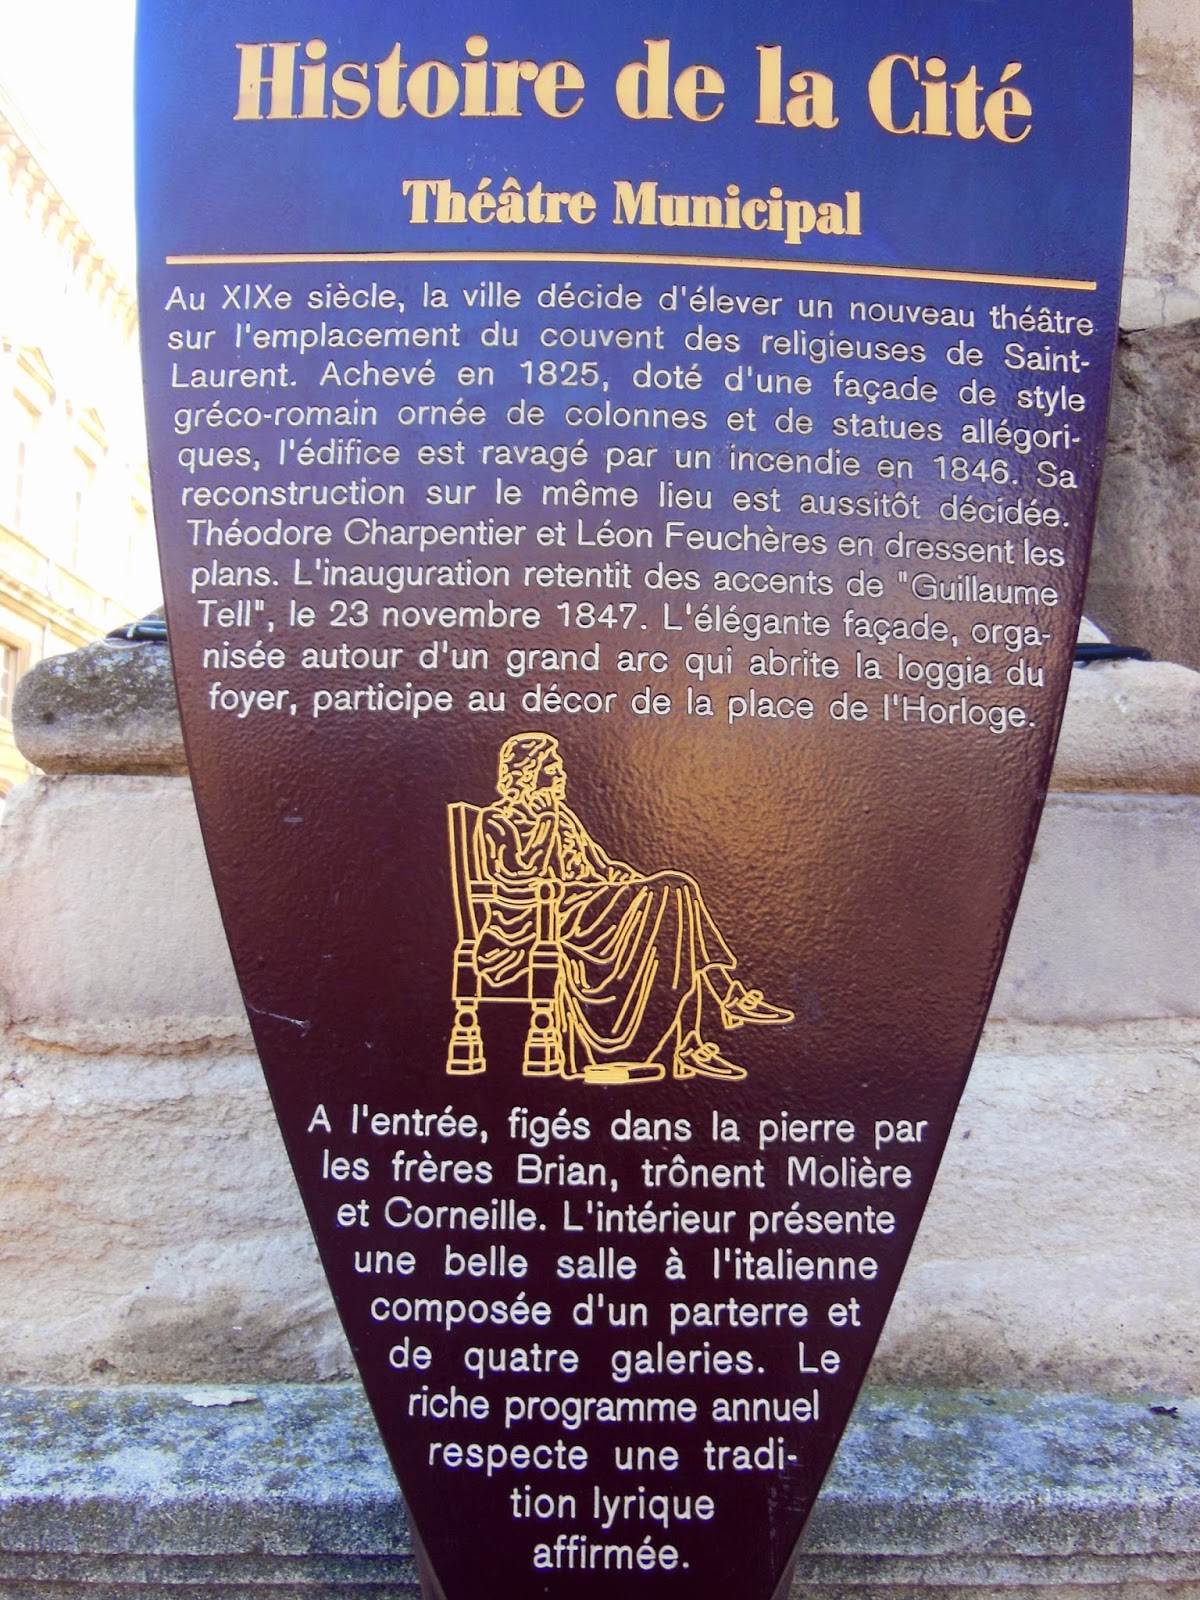 Histoire de la Cité
Théâtre Municipal
Au XIXe siècle, la ville décide d'élever un nouveau théâtre
sur l'emplacement du couvent des religieuses de Saint-
Laurent. Achevé en 1825, doté d'une façade de style
gréco-romain ornée de colonnes et de statues allégori-
ques, l'édifice est ravagé par un incendie en 1846. Sa
reconstruction sur le même lieu est aussitôt décidée.
Théodore Charpentier et Léon Feuchères en dressent les
plans. L'inauguration retentit des accents de "Guillaume
Tell", le 23 novembre 1847. L'élégante façade, orga-
nisée autour d'un grand arc qui abrite la loggia du
foyer, participe au décor de la place de l'Horloge.
A l'entrée, figés dans la pierre par
les frères Brian, trônent Molière
et Corneille. L'intérieur présente
une belle salle à l'italienne
composée d'un parterre et
de quatre galeries. Le
riche programme annuel
respecte une tradi-
tion lyrique
affirmée.